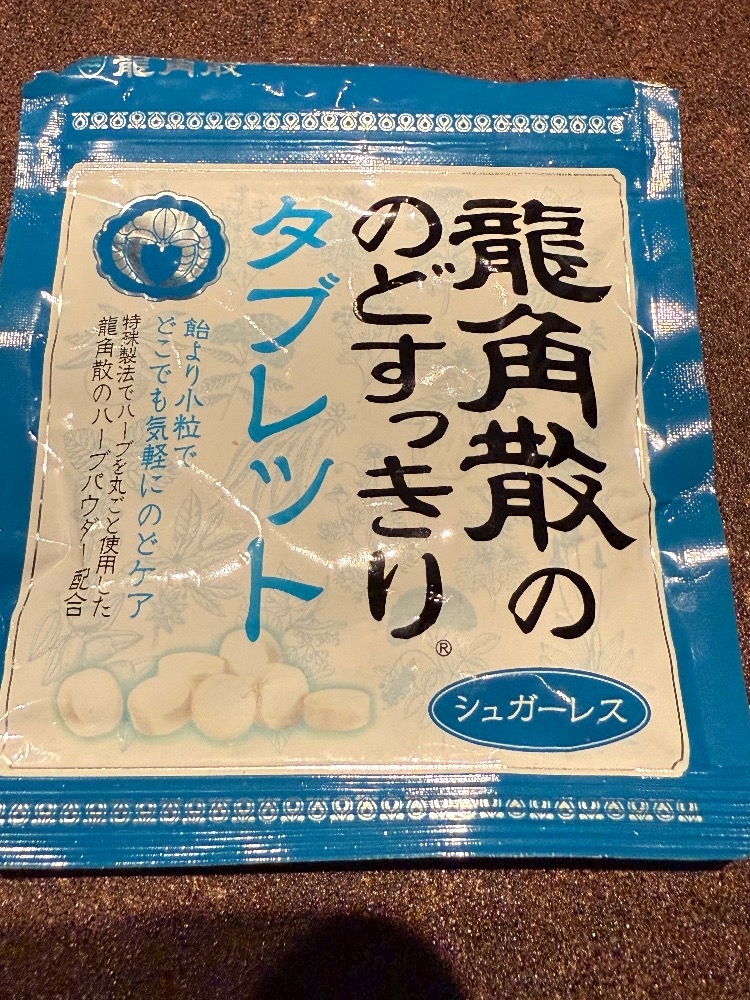 龍角散
龍角散の
のどすっきり®
タブレット
飴より小粒で
どこでも気軽にのどケア
特殊製法でハーブを丸ごと使用した
龍角散のハーブパウダー配合
シュガーレス